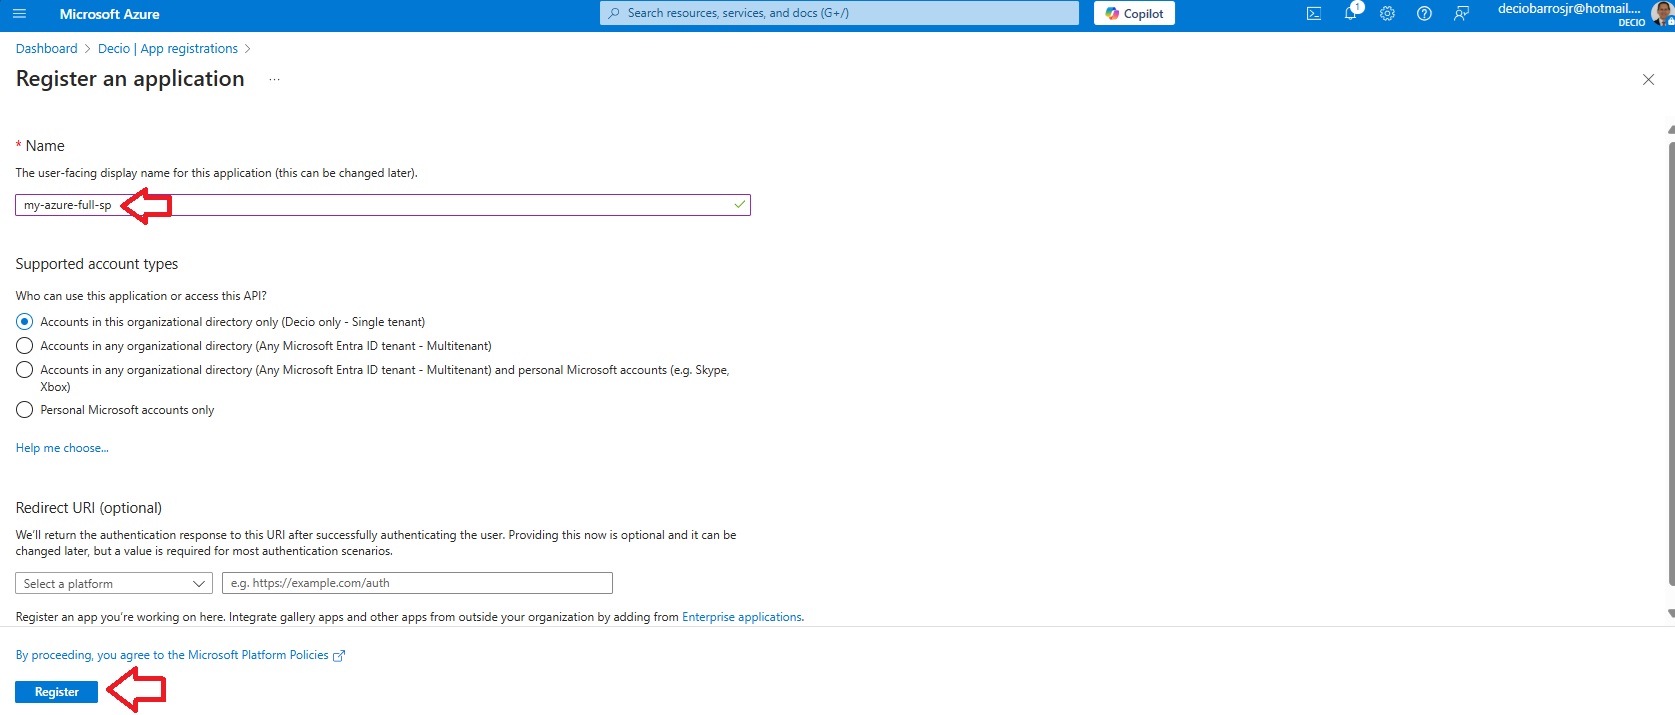 Microsoft Azure
Search resources, services, and docs (G+/)
Copilot
1
deciobarrosjr@hotmail....
DECIO
Dashboard > Decio | App registrations >
Register an application ...
* Name
The user-facing display name for this application (this can be changed later).
my-azure-full-sp
Supported account types
Who can use this application or access this API?
Accounts in this organizational directory only (Decio only - Single tenant)
Accounts in any organizational directory (Any Microsoft Entra ID tenant - Multitenant)
Accounts in any organizational directory (Any Microsoft Entra ID tenant - Multitenant) and personal Microsoft accounts (e.g. Skype,
Xbox)
Personal Microsoft accounts only
Help me choose...
Redirect URI (optional)
We'll return the authentication response to this URI after successfully authenticating the user. Providing this now is optional and it can be
changed later, but a value is required for most authentication scenarios.
Select a platform
e.g. https://example.com/auth
Register an app you're working on here. Integrate gallery apps and other apps from outside your organization by adding from Enterprise applications.
By proceeding, you agree to the Microsoft Platform Policies
Register